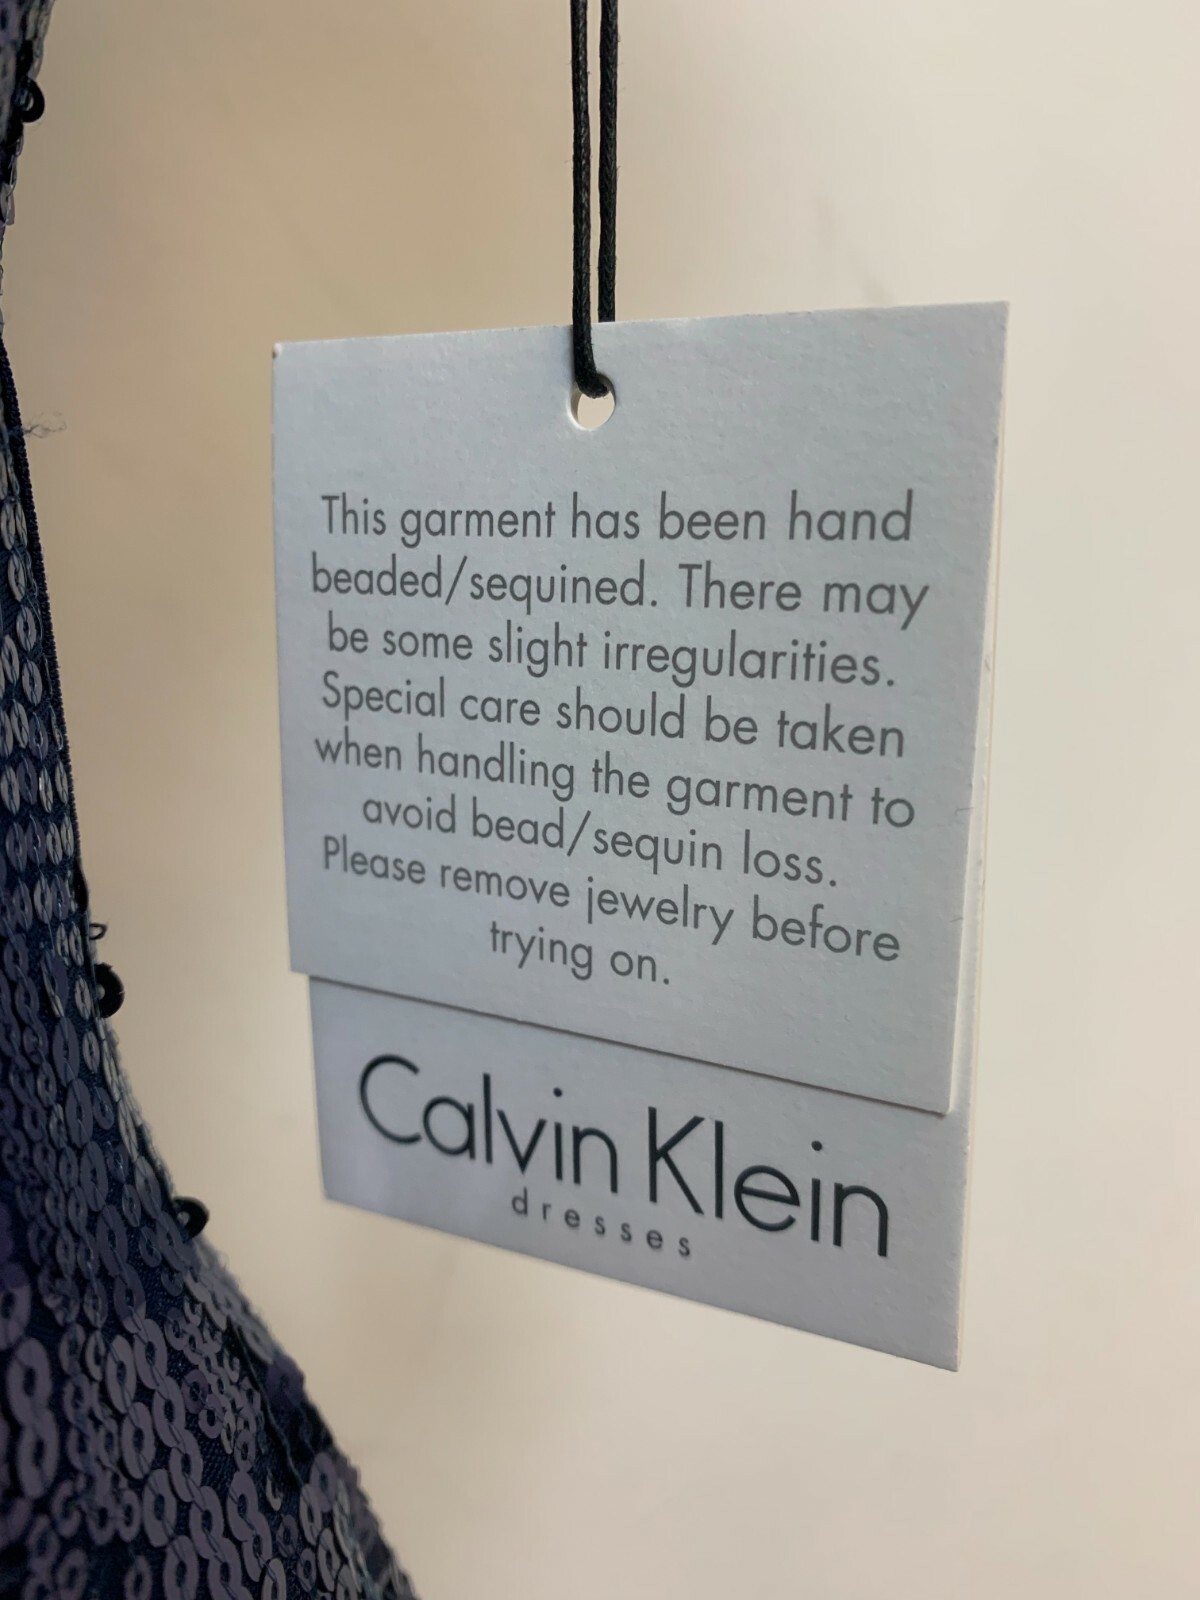 This garment has been hand
beaded/sequined. There may
be some slight irregularities.
Special care should be taken
when handling the garment to
avoid bead/sequin loss.
Please remove jewelry before
trying on.
Calvin Klein
dresses